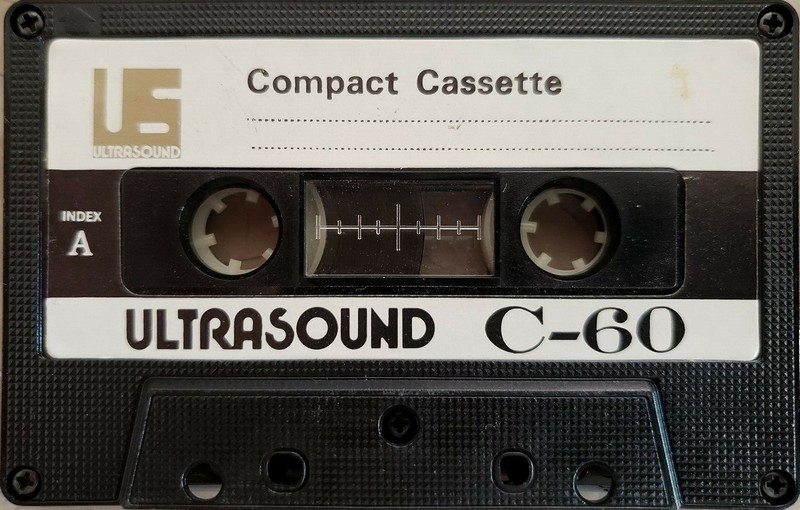 US
ULTRASOUND
Compact Cassette
INDEX
A
ULTRASOUND C-60